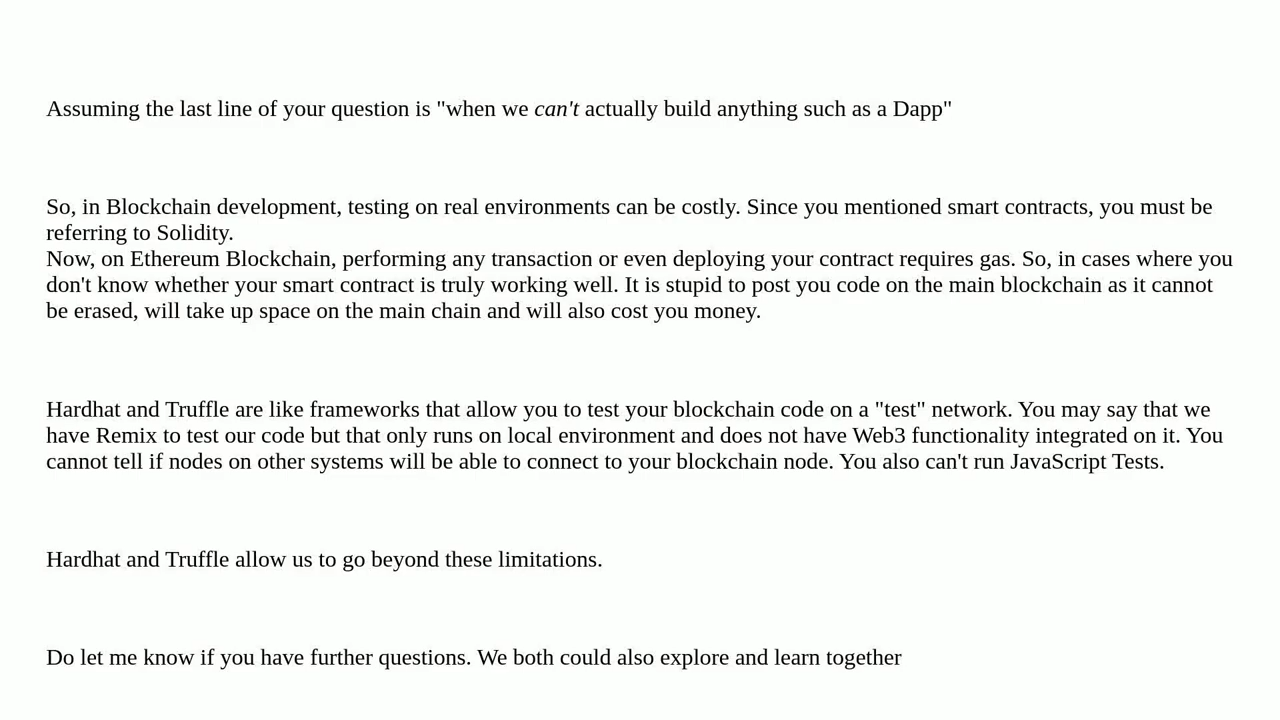 Assuming the last line of your question is "when we can't actually build anything such as a Dapp"
So, in Blockchain development, testing on real environments can be costly. Since you mentioned smart contracts, you must be
referring to Solidity.
Now, on Ethereum Blockchain, performing any transaction or even deploying your contract requires gas. So, in cases where you
don't know whether your smart contract is truly working well. It is stupid to post you code on the main blockchain as it cannot
be erased, will take up space on the main chain and will also cost you money.
Hardhat and Truffle are like frameworks that allow you to test your blockchain code on a "test" network. You may say that we
have Remix to test our code but that only runs on local environment and does not have Web3 functionality integrated on it. You
cannot tell if nodes on other systems will be able to connect to your blockchain node. You also can't run JavaScript Tests.
Hardhat and Truffle allow us to go beyond these limitations.
Do let me know if you have further questions. We both could also explore and learn together